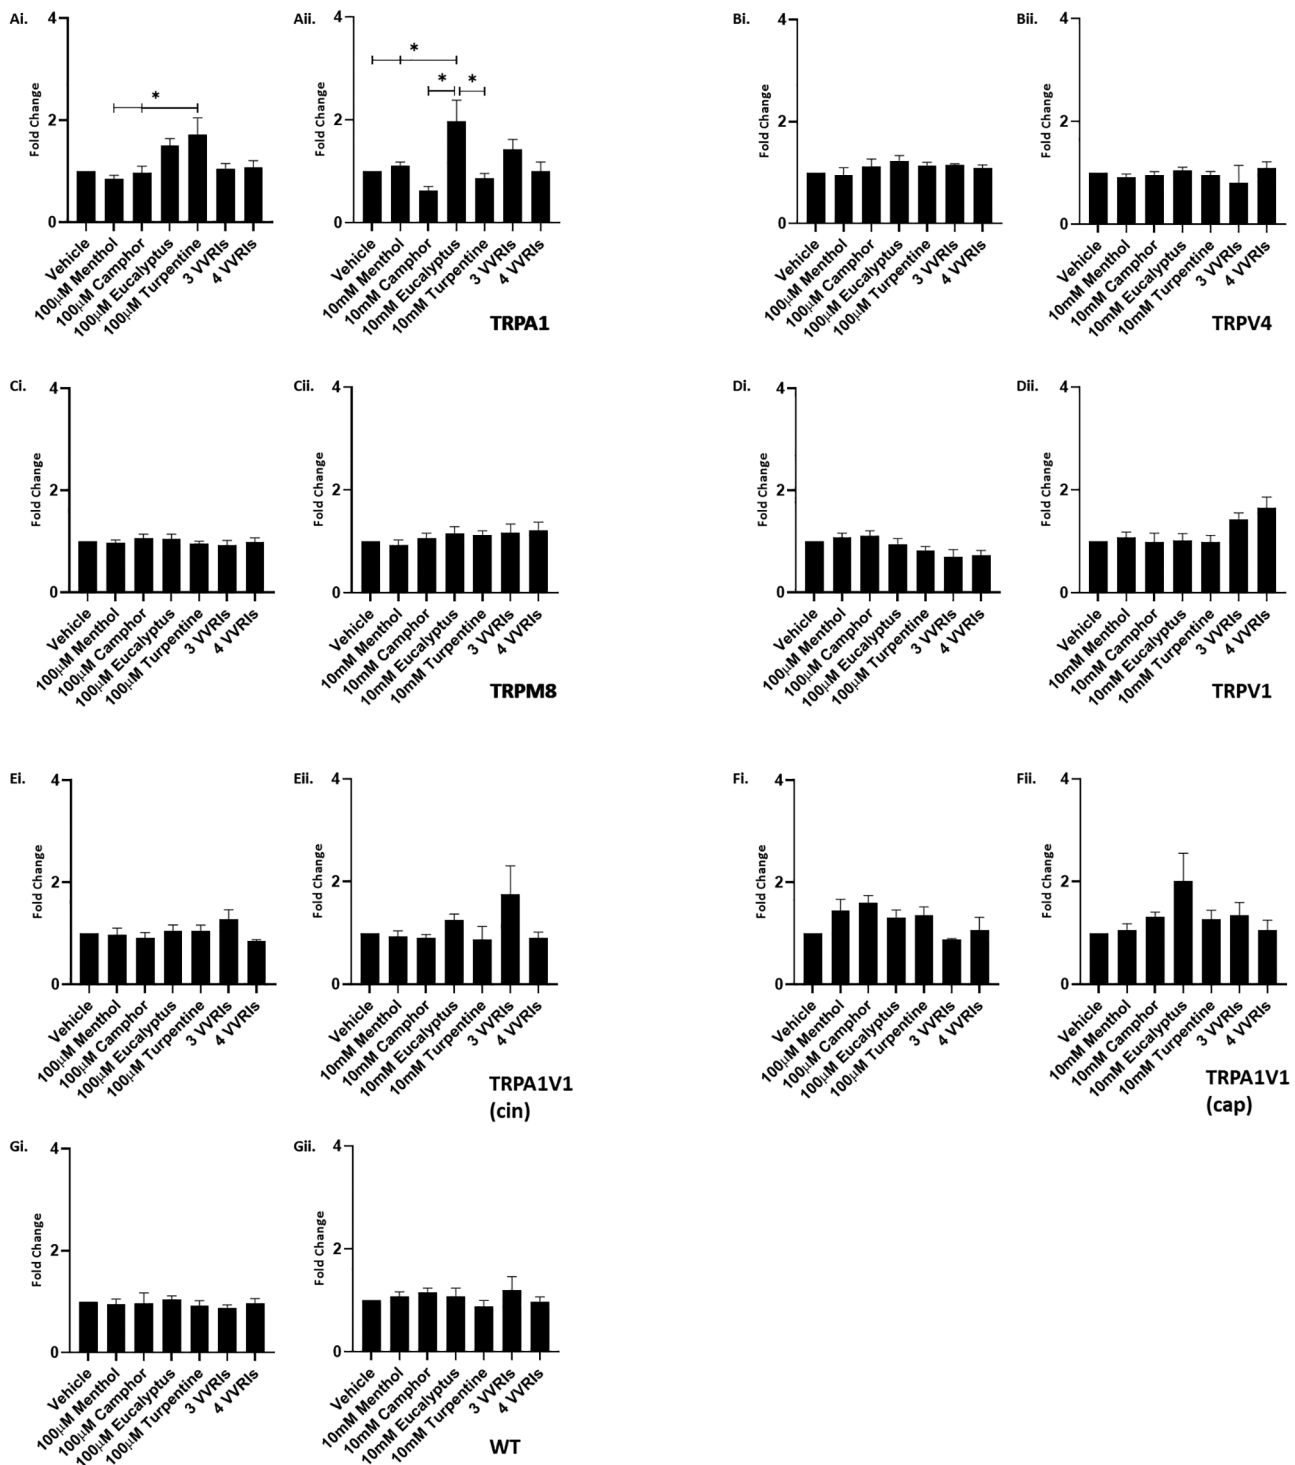 Ai.
Fold Change
4
2
0
*
Vehicle
100μM Menthol
100μM Camphor
100μM Eucalyptus
100μM Turpentine
3 VVRIs
4 VVRIs
Aii.
Fold Change
4
2
0
*
*
*
Vehicle
10mM Menthol
10mM Camphor
10mM Eucalyptus
10mM Turpentine
3 VVRIs
4 VVRIs
TRPA1
Bi.
Fold Change
4
2
0
Vehicle
100μM Menthol
100μM Camphor
100μM Eucalyptus
100μM Turpentine
3 VVRIs
4 VVRIs
Bii.
Fold Change
4
2
0
Vehicle
10mM Menthol
10mM Camphor
10mM Eucalyptus
10mM Turpentine
3 VVRIs
4 VVRIs
TRPV4
Ci.
Fold Change
4
2
0
Vehicle
100μM Menthol
100μM Camphor
100μM Eucalyptus
100μM Turpentine
3 VVRIs
4 VVRIs
Cii.
Fold Change
4
2
0
Vehicle
10mM Menthol
10mM Camphor
10mM Eucalyptus
10mM Turpentine
3 VVRIs
4 VVRIs
TRPM8
Di.
Fold Change
4
2
0
Vehicle
100μM Menthol
100μM Camphor
100μM Eucalyptus
100μM Turpentine
3 VVRIs
4 VVRIs
Dii.
Fold Change
4
2
0
Vehicle
10mM Menthol
10mM Camphor
10mM Eucalyptus
10mM Turpentine
3 VVRIs
4 VVRIs
TRPV1
Ei.
Fold Change
4
2
0
Vehicle
100μM Menthol
100μM Camphor
100μM Eucalyptus
100μM Turpentine
3 VVRIs
4 VVRIs
Eii.
Fold Change
4
2
0
Vehicle
10mM Menthol
10mM Camphor
10mM Eucalyptus
10mM Turpentine
3 VVRIs
4 VVRIs
TRPA1V1
(cin)
Fi.
Fold Change
4
2
0
Vehicle
100μM Menthol
100μM Camphor
100μM Eucalyptus
100μM Turpentine
3 VVRIs
4 VVRIs
Fii.
Fold Change
4
2
0
Vehicle
10mM Menthol
10mM Camphor
10mM Eucalyptus
10mM Turpentine
3 VVRIs
4 VVRIs
TRPA1V1
(cap)
Gi.
Fold Change
4
2
0
Vehicle
100μM Menthol
100μM Camphor
100μM Eucalyptus
100μM Turpentine
3 VVRIs
4 VVRIs
Gii.
Fold Change
4
2
0
Vehicle
10mM Menthol
10mM Camphor
10mM Eucalyptus
10mM Turpentine
3 VVRIs
4 VVRIs
WT